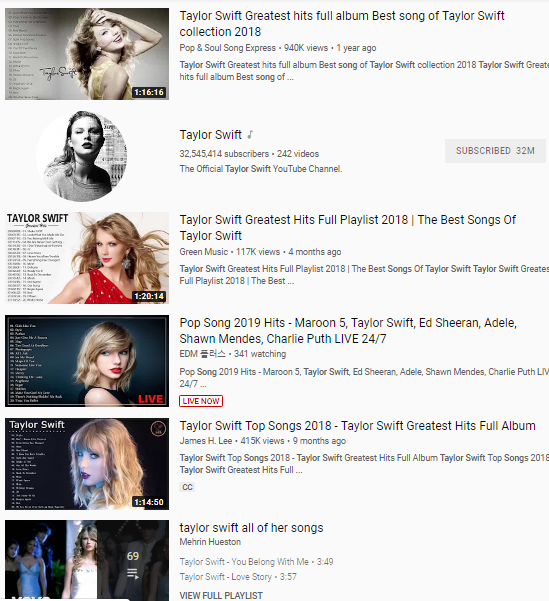 Taylor Swift Greatest hits full album Best song of Taylor Swift
collection 2018
Pop & Soul Song Express • 940K views • 1 year ago
Taylor Swift Greatest hits full album Best song of Taylor Swift collection 2018 Taylor Swift Greate
hits full album Best song of ...
Taylor Swift
1:16:16
Taylor Swift ♪
32,545,414 subscribers • 242 videos
SUBSCRIBED 32M
The Official Taylor Swift YouTube Channel.
TAYLOR SWIFT
Greatest Hits
1:20:14
Taylor Swift Greatest Hits Full Playlist 2018 | The Best Songs Of
Taylor Swift
Green Music • 117K views • 4 months ago
Taylor Swift Greatest Hits Full Playlist 2018 | The Best Songs Of Taylor Swift Taylor Swift Greates
Full Playlist 2018 | The Best ...
LIVE
Pop Song 2019 Hits - Maroon 5, Taylor Swift, Ed Sheeran, Adele,
Shawn Mendes, Charlie Puth LIVE 24/7
EDM 플러스 • 341 watching
Pop Song 2019 Hits - Maroon 5, Taylor Swift, Ed Sheeran, Adele, Shawn Mendes, Charlie Puth LIV
24/7 ...
LIVE NOW
Taylor Swift
1:14:50
Taylor Swift Top Songs 2018 - Taylor Swift Greatest Hits Full Album
James H. Lee • 415K views • 9 months ago
Taylor Swift Top Songs 2018 - Taylor Swift Greatest Hits Full Album Taylor Swift Top Songs 2018
Taylor Swift Greatest Hits Full ...
CC
69
vevo
taylor swift all of her songs
Mehrin Hueston
Taylor Swift - You Belong With Me • 3:49
Taylor Swift - Love Story • 3:57
VIEW FULL PLAYLIST